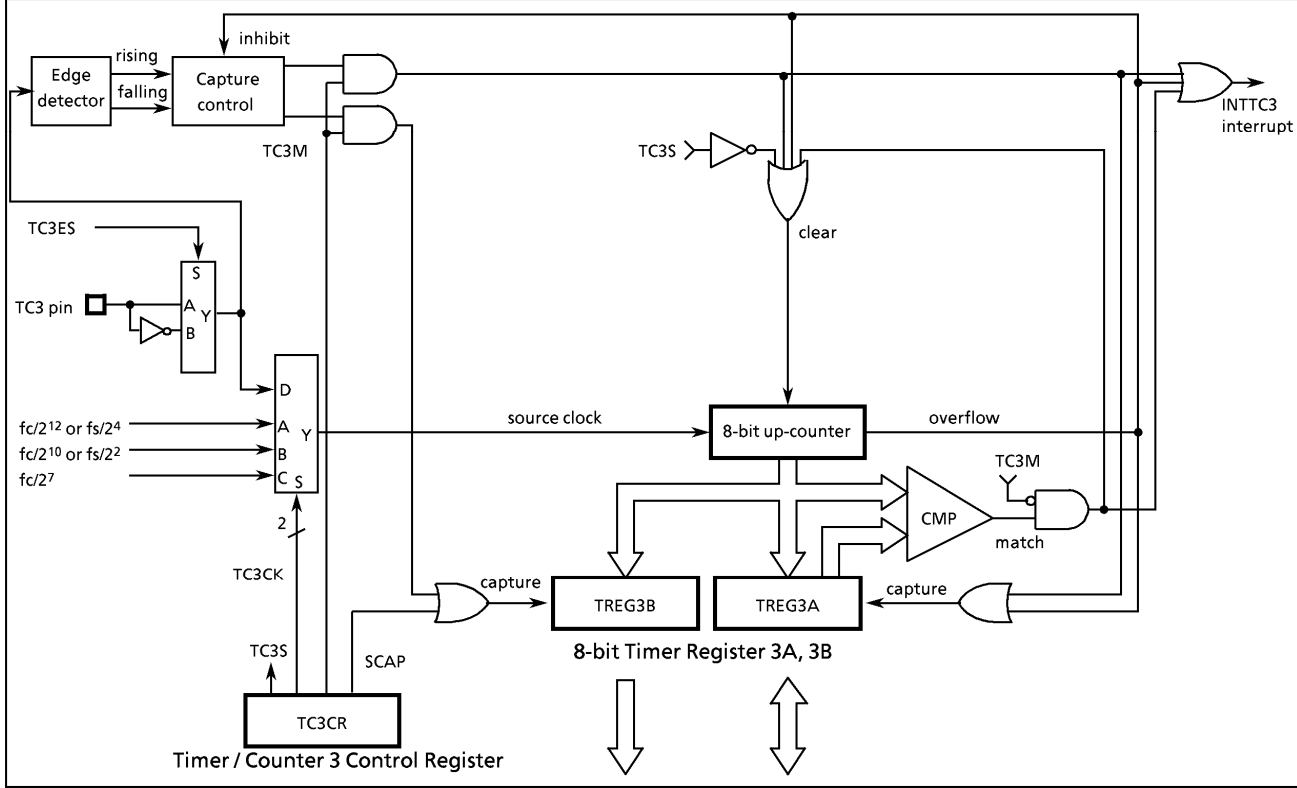 inhibit
rising
Edge
detector
falling
Capture
control
TC3M
TC3S
INTTC3
interrupt
clear
TC3ES
S
TC3 pin
A
Y
B
D
fc/2¹² or fs/2⁴
A
Y
fc/2¹⁰ or fs/2²
B
fc/2⁷
C
S
source clock
8-bit up-counter
overflow
TC3M
CMP
match
2
TC3CK
capture
TREG3B
TREG3A
capture
8-bit Timer Register 3A, 3B
TC3S
SCAP
TC3CR
Timer / Counter 3 Control Register